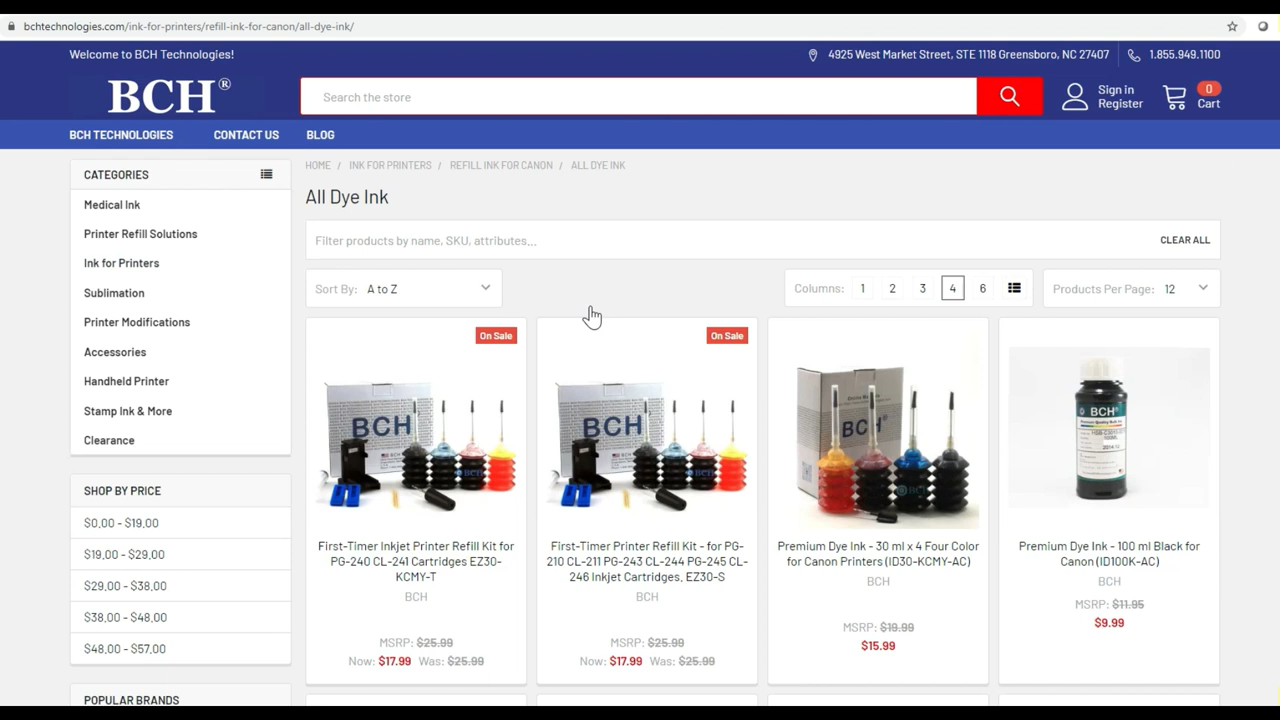 bchtechnologies.com/ink-for-printers/refill-ink-for-canon/all-dye-ink/
Welcome to BCH Technologies!
4925 West Market Street, STE 1118 Greensboro, NC 27407
1.855.949.1100
BCH®
Search the store
Sign in
Register
0
Cart
BCH TECHNOLOGIES
CONTACT US
BLOG
CATEGORIES
Medical Ink
Printer Refill Solutions
Ink for Printers
Sublimation
Printer Modifications
Accessories
Handheld Printer
Stamp Ink & More
Clearance
SHOP BY PRICE
$0.00 - $19.00
$19.00 - $29.00
$29.00 - $38.00
$38.00 - $48.00
$48.00 - $57.00
POPULAR BRANDS
HOME / INK FOR PRINTERS / REFILL INK FOR CANON / ALL DYE INK
All Dye Ink
Filter products by name, SKU, attributes...
CLEAR ALL
Sort By: A to Z
Columns: 1 2 3 4 6
Products Per Page: 12
On Sale
BCH
First-Timer Inkjet Printer Refill Kit for
PG-240 CL-241 Cartridges EZ30-
KCMY-T
BCH
MSRP: $25.99
Now: $17.99 Was: $25.99
On Sale
BCH
First-Timer Printer Refill Kit - for PG-
210 CL-211 PG-243 CL-244 PG-245 CL-
246 Inkjet Cartridges. EZ30-S
BCH
MSRP: $25.99
Now: $17.99 Was: $25.99
BCH
Premium Dye Ink - 30 ml x 4 Four Color
for Canon Printers (ID30-KCMY-AC)
BCH
MSRP: $19.99
$15.99
BCH
Premium Dye Ink - 100 ml Black for
Canon (ID100K-AC)
BCH
MSRP: $11.95
$9.99